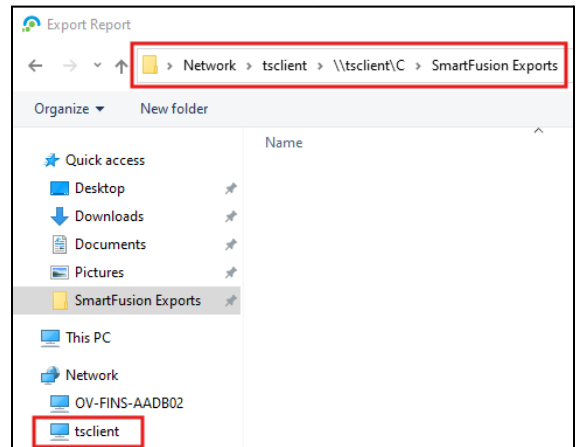 Export Report
Network > tsclient > \\tsclient\C > SmartFusion Exports
Organize New folder
Name
Quick access
Desktop
Downloads
Documents
Pictures
SmartFusion Exports
This PC
Network
OV-FINS-AADB02
tsclient